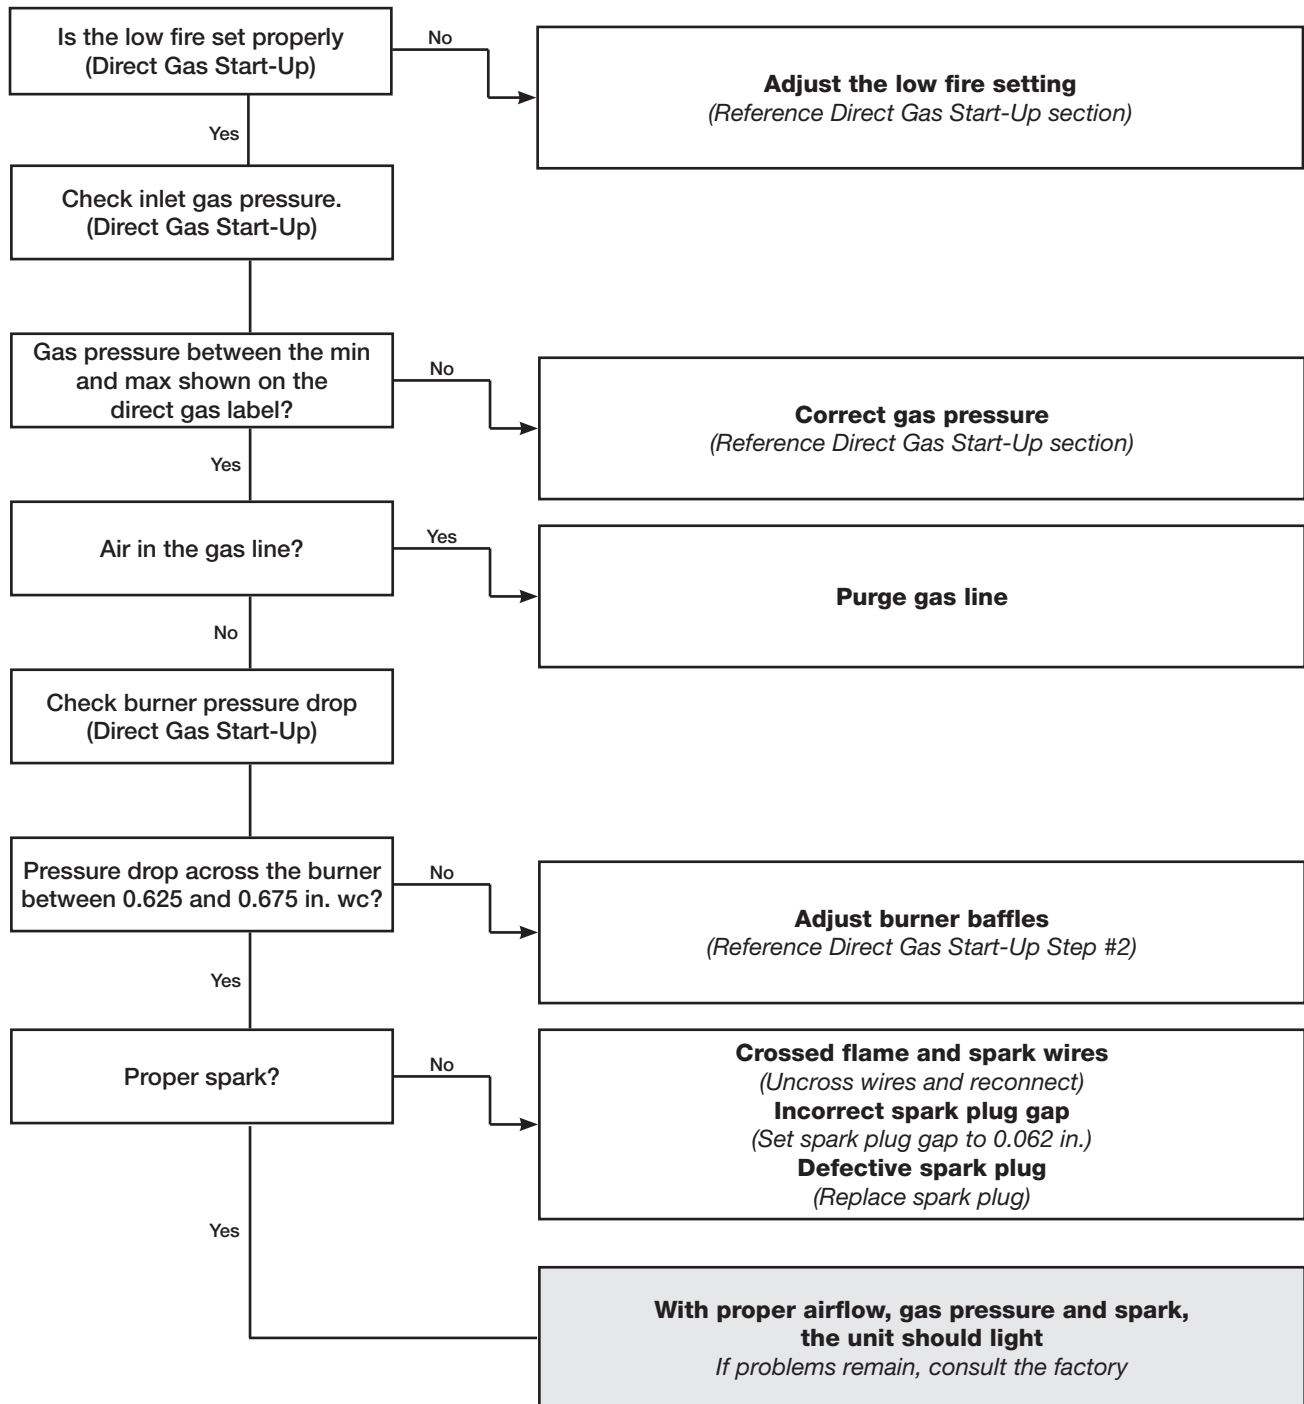 Is the low fire set properly
(Direct Gas Start-Up)
No
Adjust the low fire setting
(Reference Direct Gas Start-Up section)
Yes
Check inlet gas pressure.
(Direct Gas Start-Up)
Gas pressure between the min
and max shown on the
direct gas label?
No
Correct gas pressure
(Reference Direct Gas Start-Up section)
Yes
Air in the gas line?
Yes
Purge gas line
No
Check burner pressure drop
(Direct Gas Start-Up)
Pressure drop across the burner
between 0.625 and 0.675 in. wc?
No
Adjust burner baffles
(Reference Direct Gas Start-Up Step #2)
Yes
Proper spark?
No
Crossed flame and spark wires
(Uncross wires and reconnect)
Incorrect spark plug gap
(Set spark plug gap to 0.062 in.)
Defective spark plug
(Replace spark plug)
Yes
With proper airflow, gas pressure and spark,
the unit should light
If problems remain, consult the factory